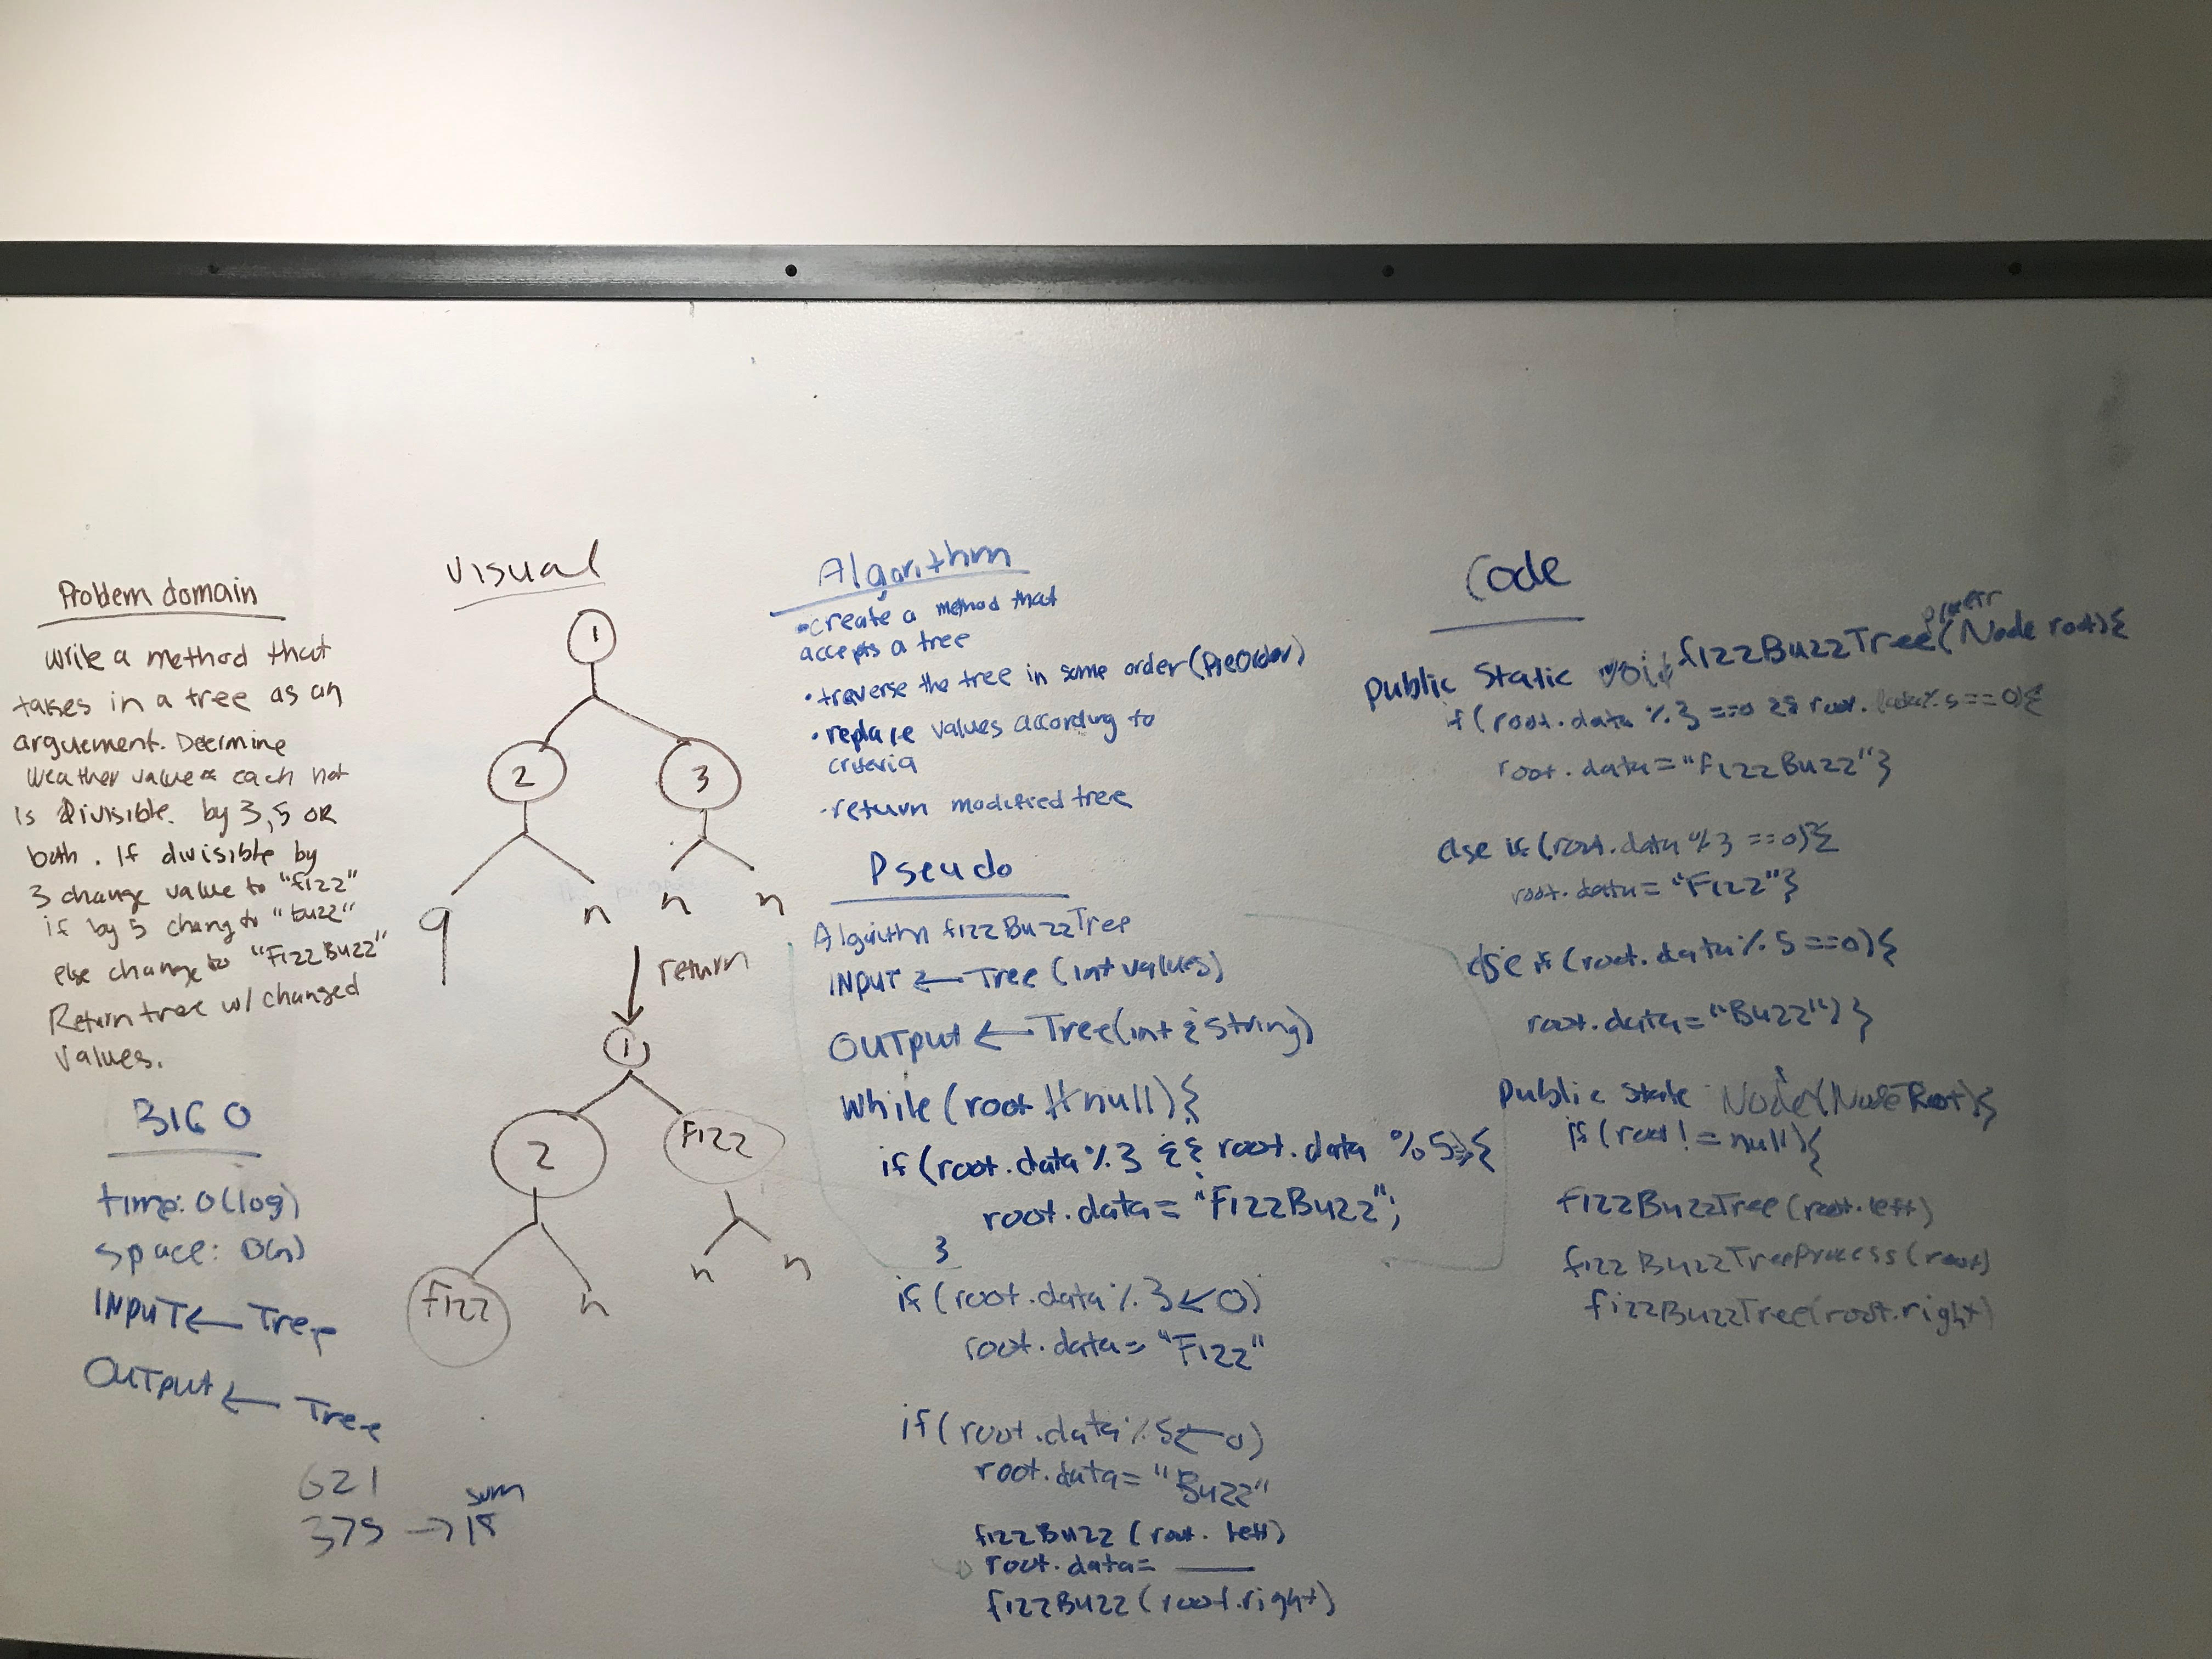 Problem domain
write a method that
takes in a tree as an
arguement. Determine
weather value each not
is divisible. by 3,5 OR
both. If divisible by
3 change value to "fizz"
if by 5 chang to "buzz"
else change to "FizzBuzz"
Return tree w/ changed
values.
BIG O
time: O(log)
space: O(n)
INPUT ← Tree
OUTPUT ← Tree
621
sum
375 → 18
Visual
1
2
3
9
n
n
n
return
1
2
Fizz
n
n
Fizz
n
Algorithm
• create a method that
accepts a tree
• traverse the tree in some order (PreOrder)
• replace values according to
criteria
- return modified tree
Pseudo
Algorithm fizzBuzzTree
INPUT ← Tree (int values)
OUTPUT ← Tree(int & string)
while (root != null) {
if (root.data % 3 && root.data % 5) {
root.data = "FizzBuzz";
}
if (root.data % 3 ← 0)
root.data = "Fizz"
if (root.data % 5 ← 0)
root.data = "Buzz"
fizzBuzz (root. left)
root.data = ___
fizzBuzz (root.right)
Code
public static void fizzBuzzTree (Node root) {
if (root.data % 3 == 0 && root.data % 5 == 0) {
root.data = "FizzBuzz" }
else if (root.data % 3 == 0) {
root.data = "Fizz" }
else if (root.data % 5 == 0) {
root.data = "Buzz") }
public static Node (Node Root) {
if (root != null) {
fizzBuzzTree (root.left)
fizzBuzzTreeProcess (root)
fizzBuzzTree(root.right)